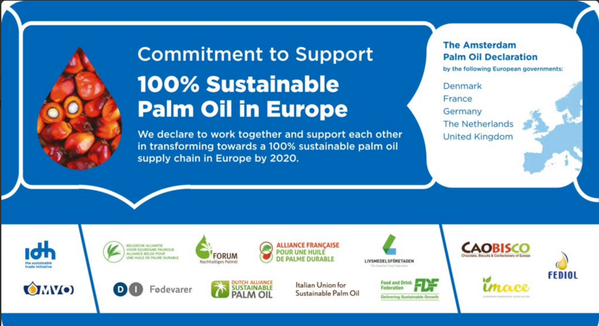 Commitment to Support
100% Sustainable
Palm Oil in Europe
We declare to work together and support each other
in transforming towards a 100% sustainable palm oil
supply chain in Europe by 2020.
The Amsterdam
Palm Oil Declaration
by the following European governments:
Denmark
France
Germany
The Netherlands
United Kingdom
idh
the sustainable
trade initiative
MVO
BELGISCHE ALLIANTIE
VOOR DUURZAME PALMOLIE
ALLIANCE BELGE POUR
UNE HUILE DE PALME DURABLE
FORUM
Nachhaltiges Palmöl
ALLIANCE FRANÇAISE
POUR UNE HUILE
DE PALME DURABLE
LIVSMEDELSFÖRETAGEN
DI Fødevarer
DUTCH ALLIANCE
SUSTAINABLE
PALM OIL
Italian Union for
Sustainable Palm Oil
Food and Drink
Federation
FDF
Delivering Sustainable Growth
CAOBISCO
Chocolate, Biscuits & Confectionery of Europe
imace
FEDIOL